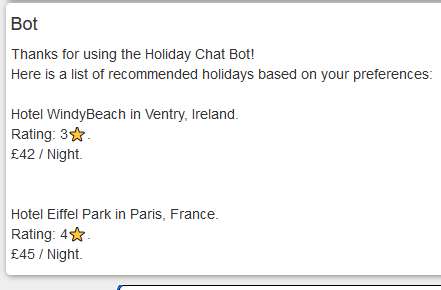 Bot
Thanks for using the Holiday Chat Bot!
Here is a list of recommended holidays based on your preferences:
Hotel WindyBeach in Ventry, Ireland.
Rating: 3⭐.
£42 / Night.
Hotel Eiffel Park in Paris, France.
Rating: 4⭐.
£45 / Night.